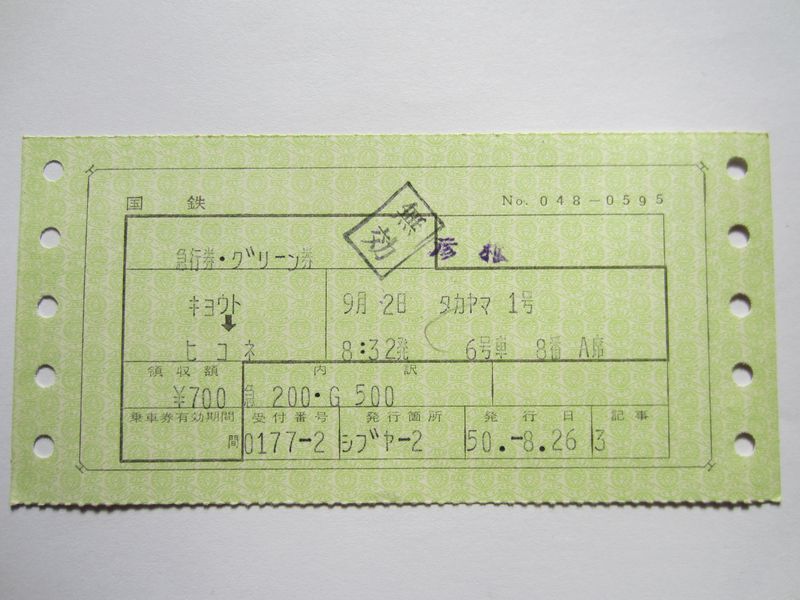 国鉄 No. 048-0595
無効
彦根
急行券・グリーン券
キョウト 9月 2日 タカヤマ 1号
⬇
ヒコネ 8:32発 6号車 8番 A席
領収額 内訳
¥700 急 200・G 500
乗車券有効期間 受付番号 発行箇所 発行日 記事
間 0177-2 シブヤ-2 50.-8.26 3